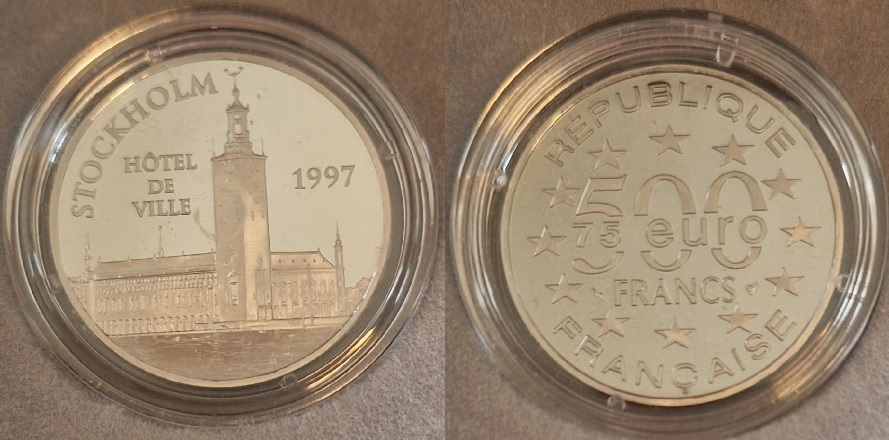 STOCKHOLM
HÔTEL
DE
VILLE
1997
RÉPUBLIQUE
500
75 euro
FRANCS
FRANÇAISE